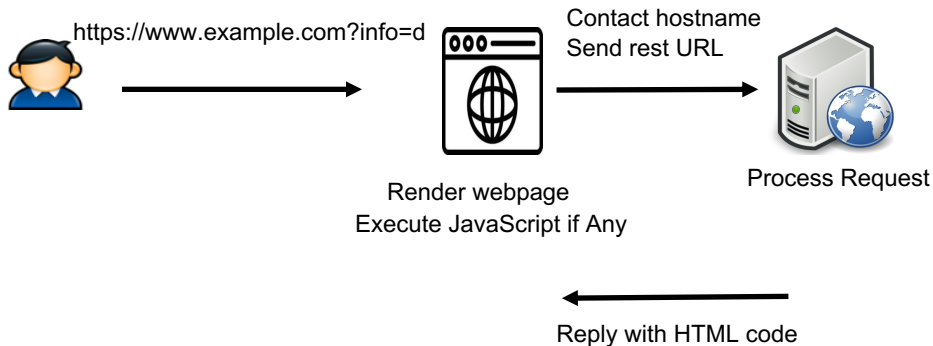 https://www.example.com?info=d
Contact hostname
Send rest URL
Render webpage
Execute JavaScript if Any
Process Request
Reply with HTML code